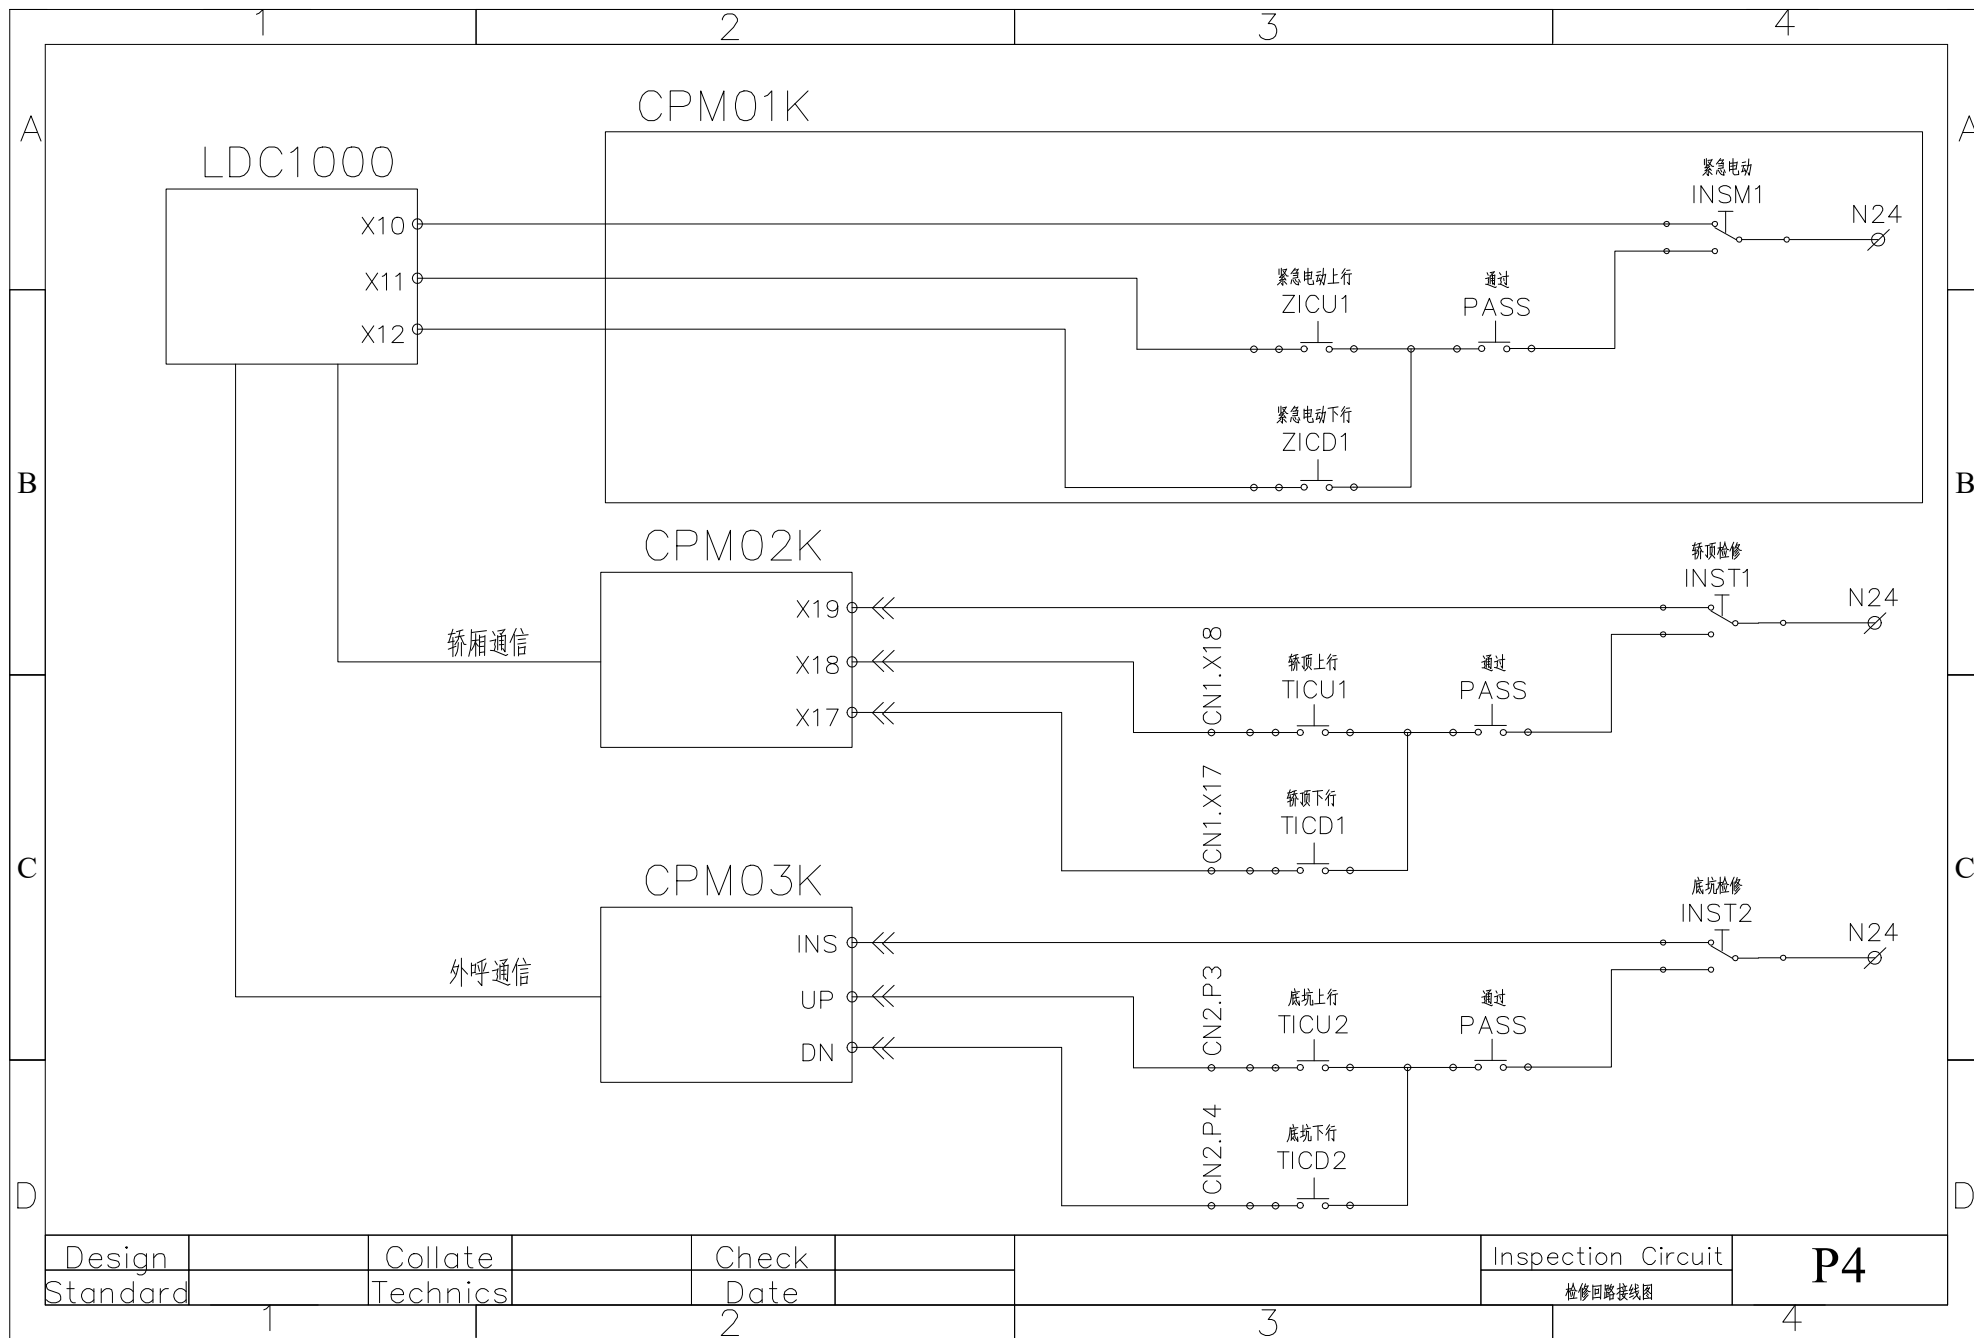 1 2 3 4
A A
CPM01K
LDC1000
紧急电动
INSM1
N24
X10
X11
X12
紧急电动上行
ZICU1
通过
PASS
紧急电动下行
ZICD1
B B
CPM02K
轿顶检修
INST1
N24
X19
X18
X17
轿厢通信
CN1.X18
轿顶上行
TICU1
通过
PASS
CN1.X17
轿顶下行
TICD1
C C
CPM03K
底坑检修
INST2
N24
INS
UP
DN
外呼通信
CN2.P3
底坑上行
TICU2
通过
PASS
CN2.P4
底坑下行
TICD2
D D
Design Collate Check Inspection Circuit P4
Standard Technics Date 检修回路接线图
1 2 3 4